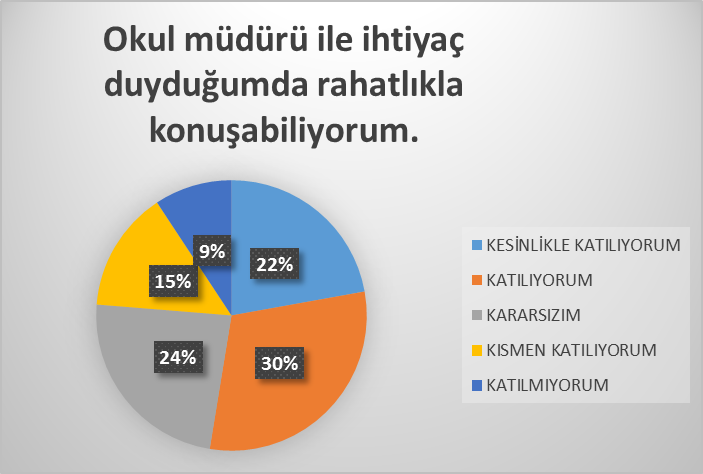 Okul müdürü ile ihtiyaç
duyduğumda rahatlıkla
konuşabiliyorum.
9%
22%
15%
24%
30%
KESİNLİKLE KATILIYORUM
KATILIYORUM
KARARSIZIM
KISMEN KATILIYORUM
KATILMIYORUM